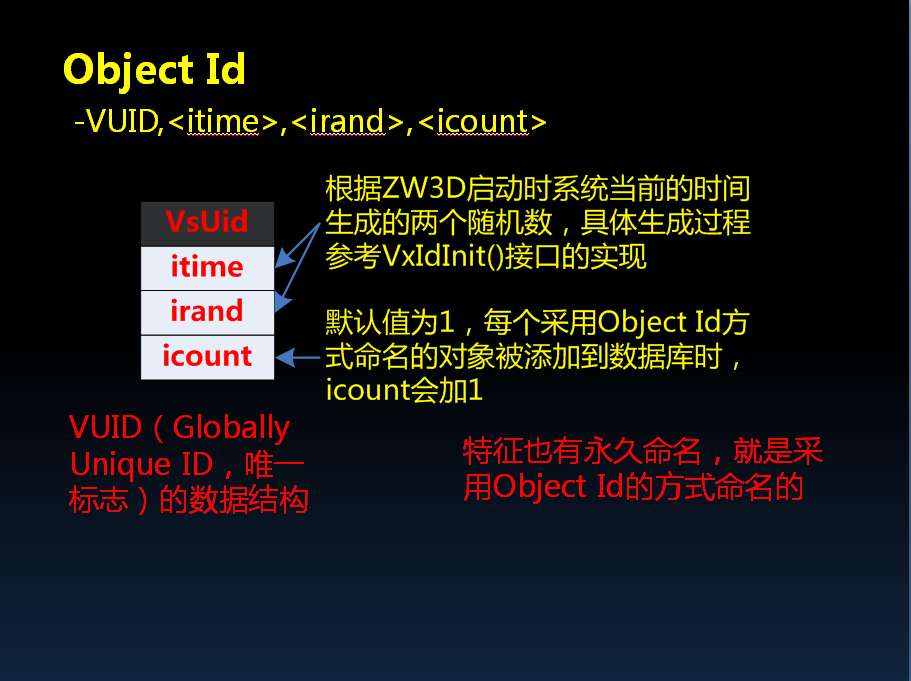 Object Id
-VUID,<itime>,<irand>,<icount>
根据ZW3D启动时系统当前的时间
生成的两个随机数，具体生成过程
参考VxIdInit()接口的实现
VsUid
itime
irand
icount
默认值为1，每个采用Object Id方
式命名的对象被添加到数据库时，
icount会加1
VUID（Globally
Unique ID，唯一
标志）的数据结构
特征也有永久命名，就是采
用Object Id的方式命名的